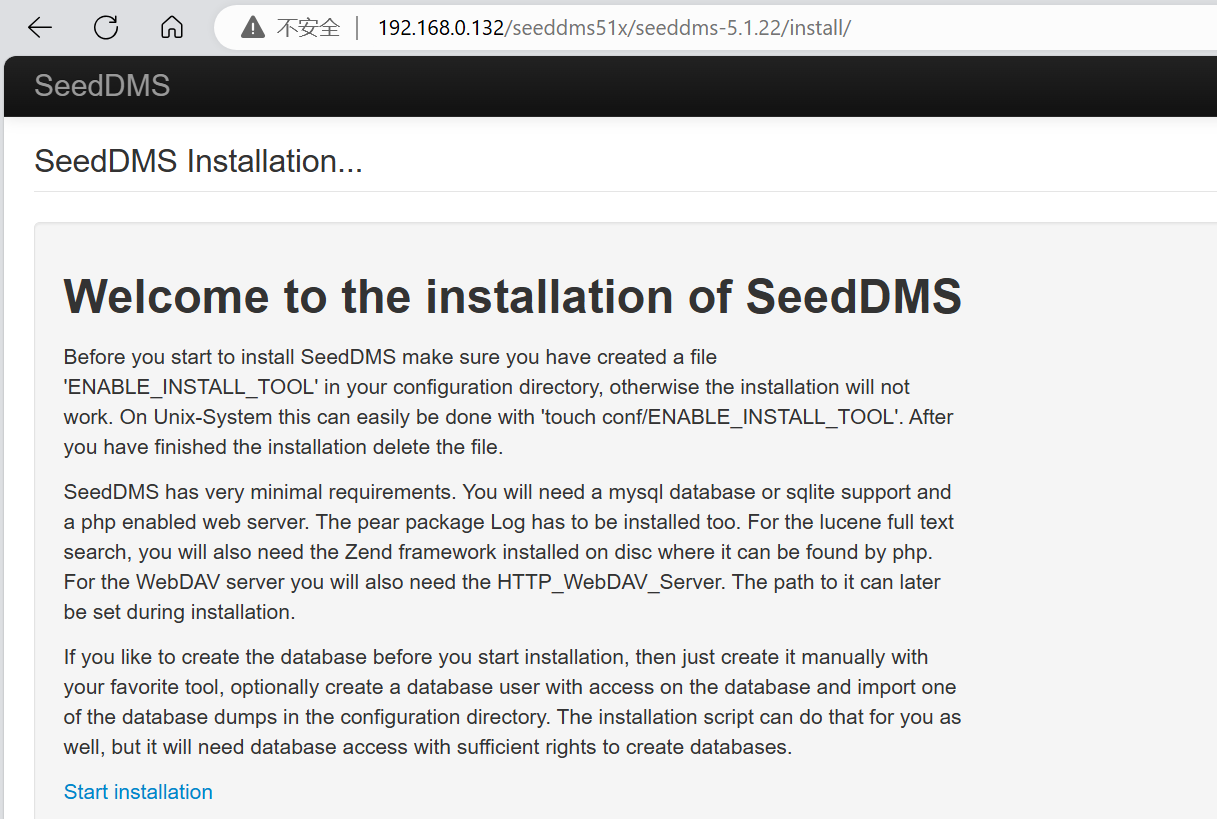 不安全 | 192.168.0.132/seeddms51x/seeddms-5.1.22/install/
SeedDMS
SeedDMS Installation...
Welcome to the installation of SeedDMS
Before you start to install SeedDMS make sure you have created a file
'ENABLE_INSTALL_TOOL' in your configuration directory, otherwise the installation will not
work. On Unix-System this can easily be done with 'touch conf/ENABLE_INSTALL_TOOL'. After
you have finished the installation delete the file.
SeedDMS has very minimal requirements. You will need a mysql database or sqlite support and
a php enabled web server. The pear package Log has to be installed too. For the lucene full text
search, you will also need the Zend framework installed on disc where it can be found by php.
For the WebDAV server you will also need the HTTP_WebDAV_Server. The path to it can later
be set during installation.
If you like to create the database before you start installation, then just create it manually with
your favorite tool, optionally create a database user with access on the database and import one
of the database dumps in the configuration directory. The installation script can do that for you as
well, but it will need database access with sufficient rights to create databases.
Start installation